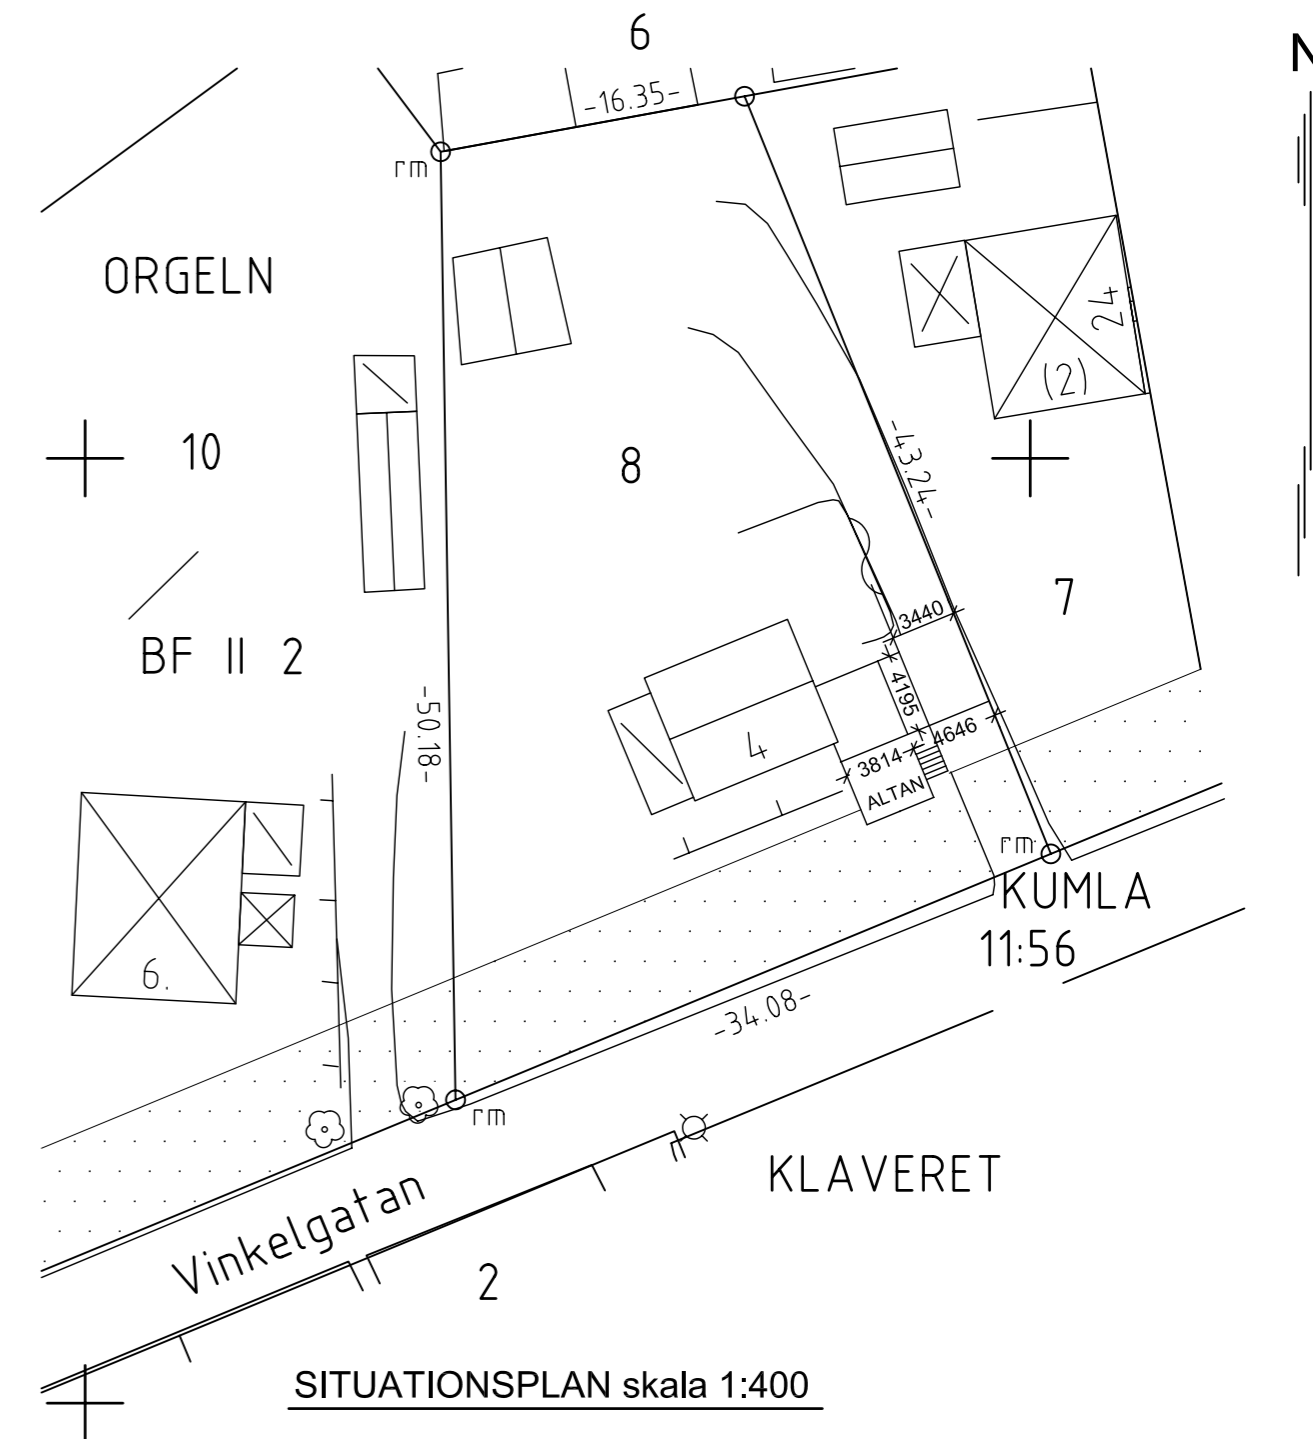 6
N
-16.35-
rm
ORGELN
24
(2)
10
8
-43.24-
7
3440
BF II 2
4195
-50.18-
4
4646
3814
ALTAN
rm
KUMLA
11:56
6.
-34.08-
rm
KLAVERET
Vinkelgatan
2
SITUATIONSPLAN skala 1:400